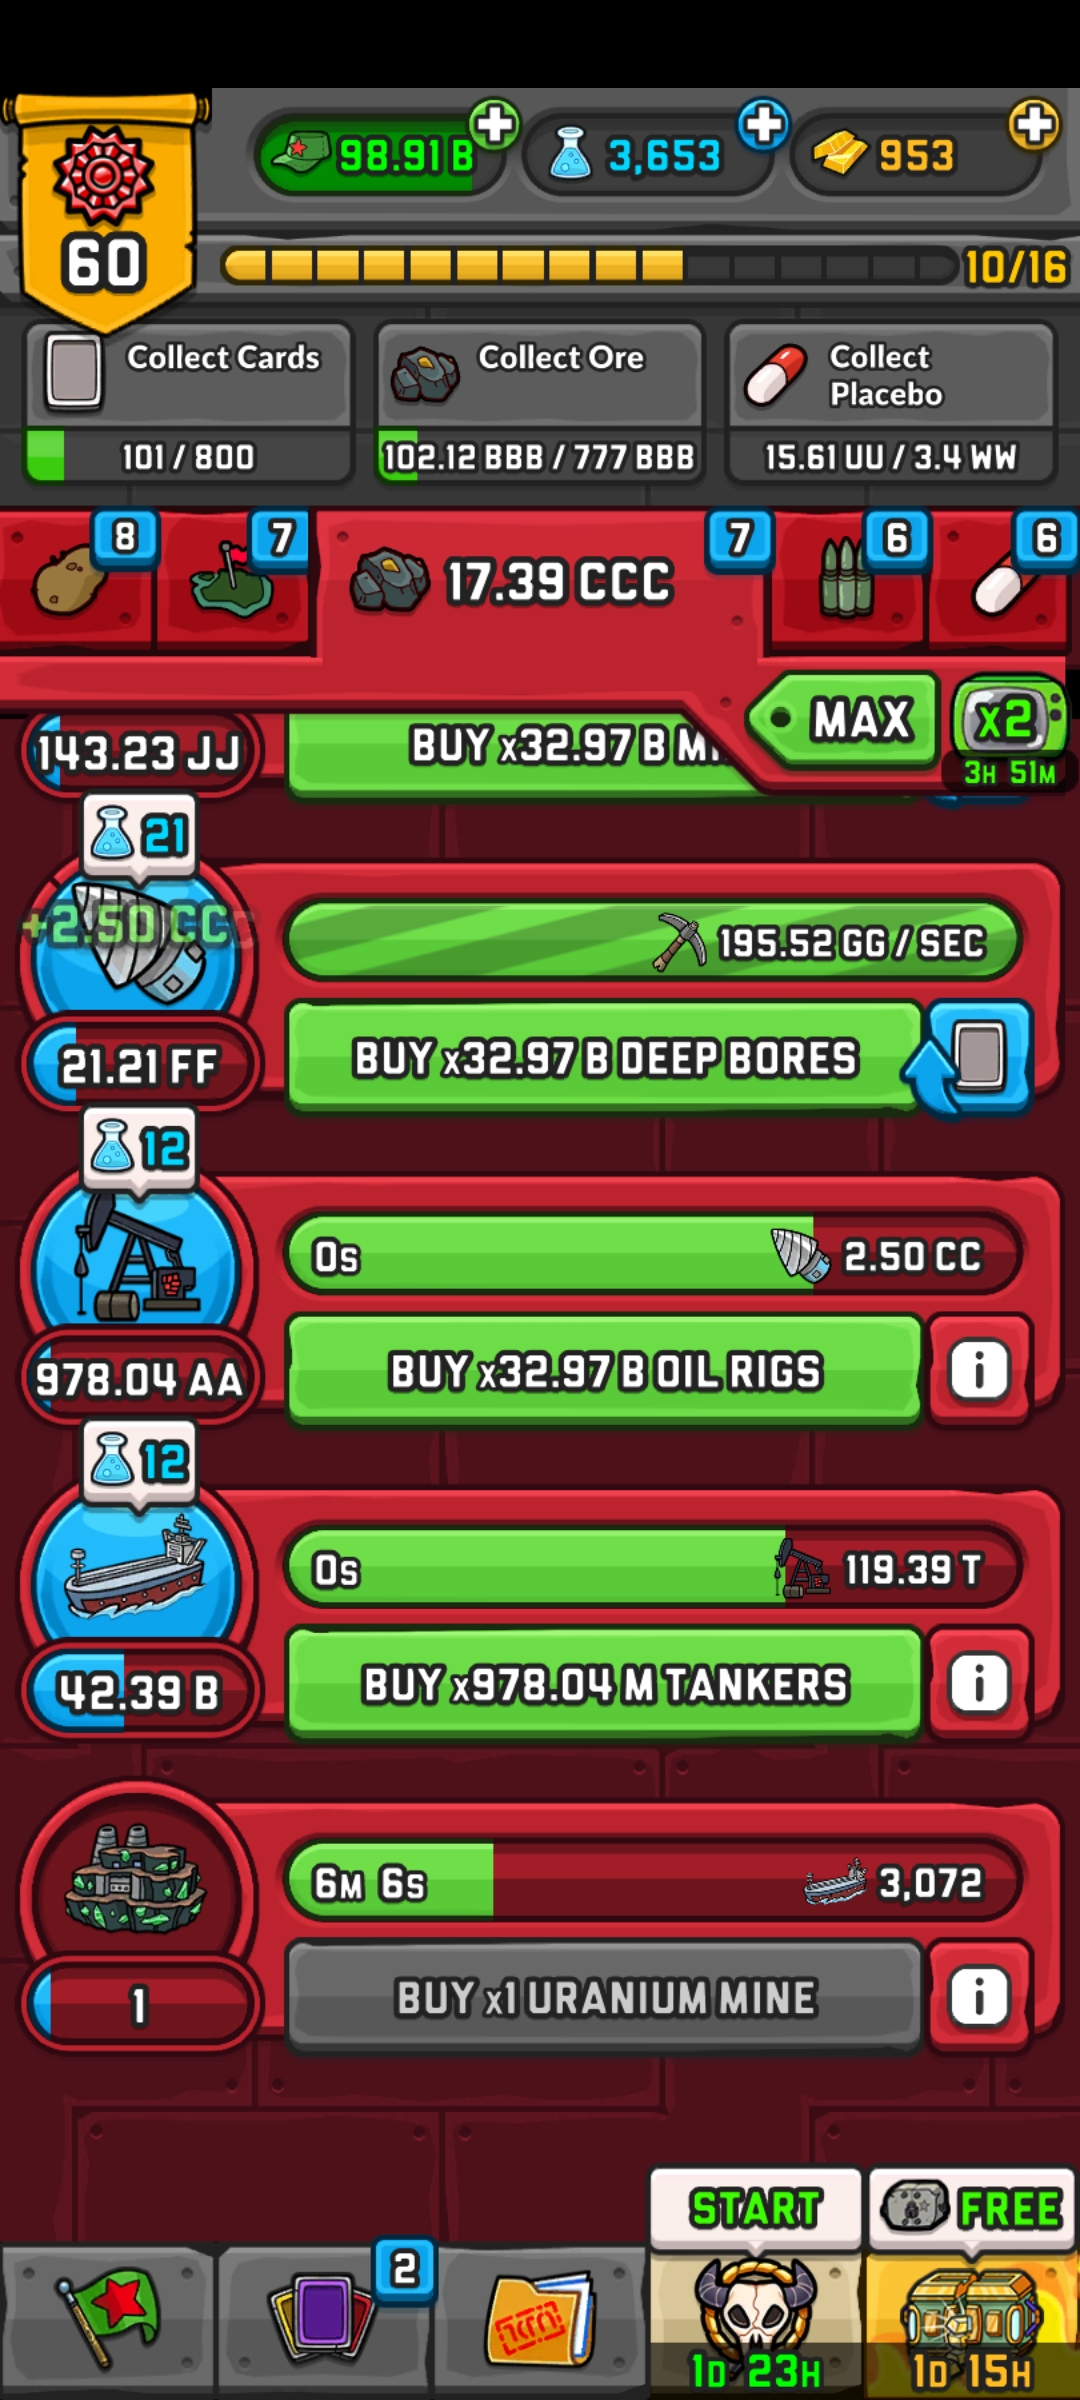 98.91 B
3,653
953
60
10/16
Collect Cards
101 / 800
Collect Ore
102.12 BBB / 777 BBB
Collect
Placebo
15.61 UU / 3.4 WW
8
7
17.39 CCC
7
6
6
MAX
x2
3H 51M
143.23 JJ
BUY x32.97 B
21
+2.50 CC
195.52 GG / SEC
21.21 FF
BUY x32.97 B DEEP BORES
12
0s
2.50 CC
978.04 AA
BUY x32.97 B OIL RIGS
i
12
0s
119.39 T
42.39 B
BUY x978.04 M TANKERS
i
6M 6s
3,072
1
BUY x1 URANIUM MINE
i
START
FREE
2
1D 23H
1D 15H